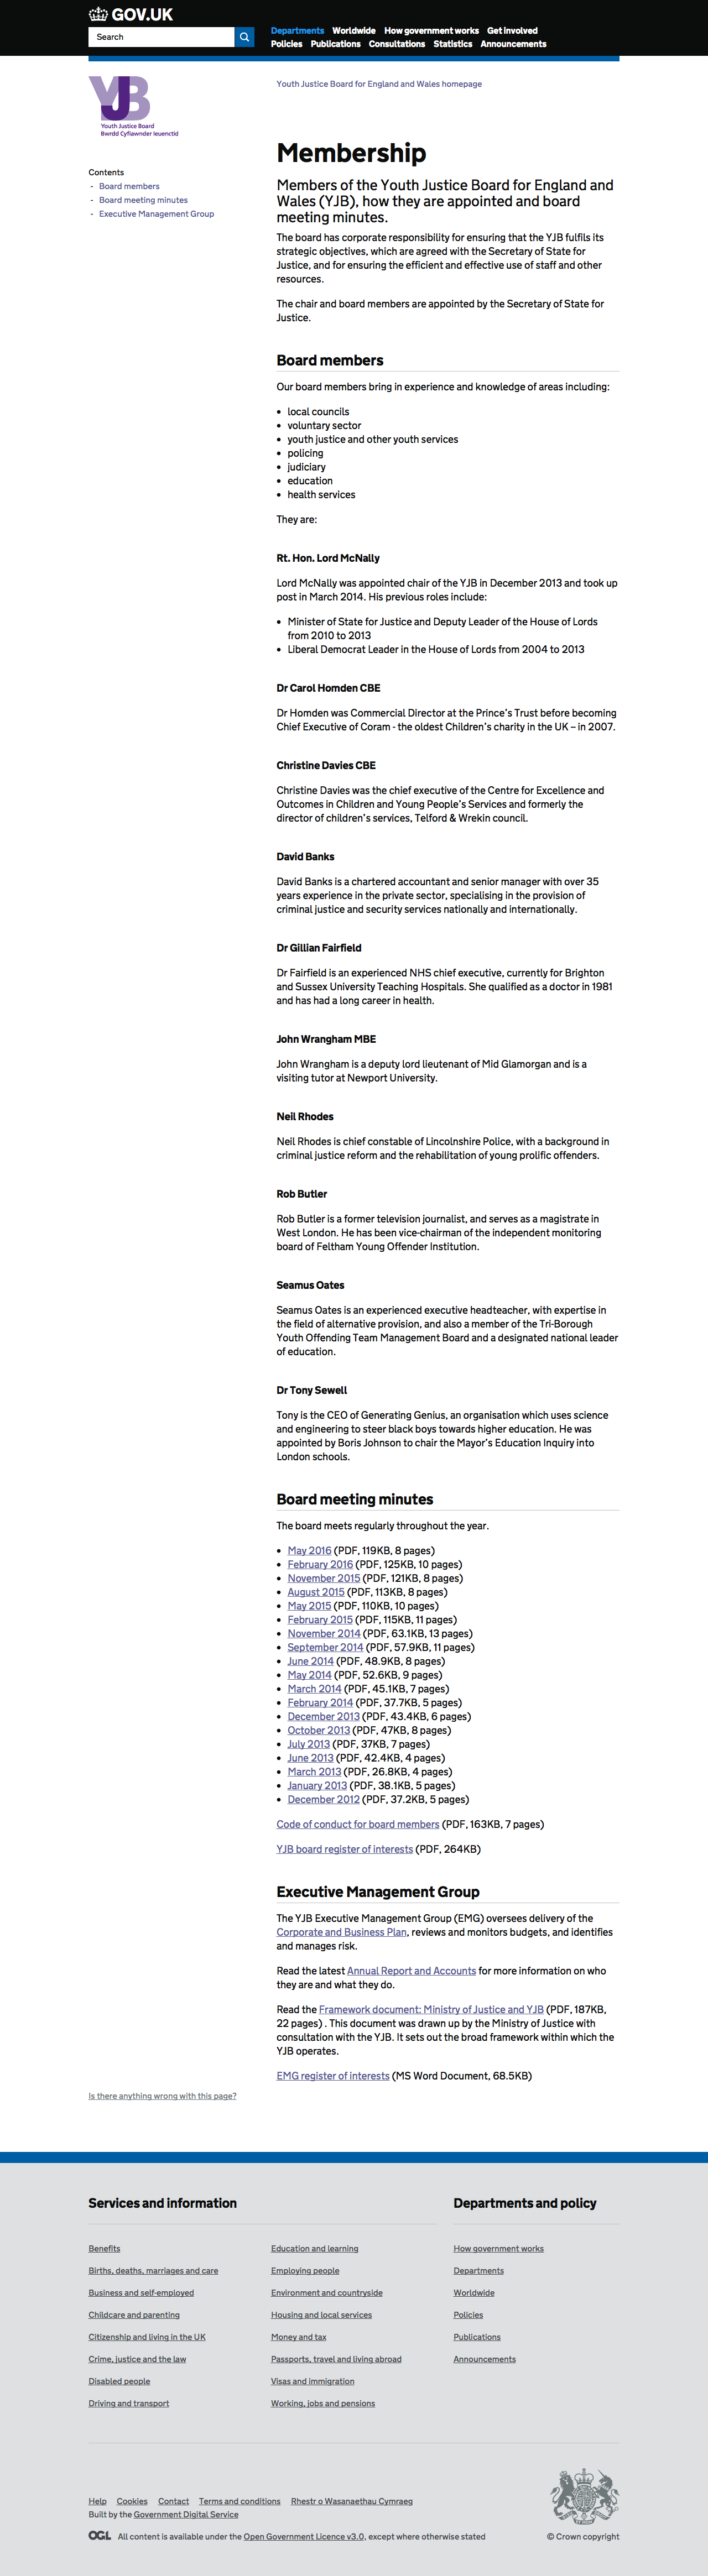 GOV.UK
Search
Departments Worldwide How government works Get involved
Policies Publications Consultations Statistics Announcements
YJB
Youth Justice Board
Bwrdd Cyfiawnder Ieuenctid
Youth Justice Board for England and Wales homepage
Membership
Contents
- Board members
- Board meeting minutes
- Executive Management Group
Members of the Youth Justice Board for England and
Wales (YJB), how they are appointed and board
meeting minutes.
The board has corporate responsibility for ensuring that the YJB fulfils its
strategic objectives, which are agreed with the Secretary of State for
Justice, and for ensuring the efficient and effective use of staff and other
resources.
The chair and board members are appointed by the Secretary of State for
Justice.
Board members
Our board members bring in experience and knowledge of areas including:
• local councils
• voluntary sector
• youth justice and other youth services
• policing
• judiciary
• education
• health services
They are:
Rt. Hon. Lord McNally
Lord McNally was appointed chair of the YJB in December 2013 and took up
post in March 2014. His previous roles include:
• Minister of State for Justice and Deputy Leader of the House of Lords
from 2010 to 2013
• Liberal Democrat Leader in the House of Lords from 2004 to 2013
Dr Carol Homden CBE
Dr Homden was Commercial Director at the Prince's Trust before becoming
Chief Executive of Coram - the oldest Children's charity in the UK – in 2007.
Christine Davies CBE
Christine Davies was the chief executive of the Centre for Excellence and
Outcomes in Children and Young People's Services and formerly the
director of children's services, Telford & Wrekin council.
David Banks
David Banks is a chartered accountant and senior manager with over 35
years experience in the private sector, specialising in the provision of
criminal justice and security services nationally and internationally.
Dr Gillian Fairfield
Dr Fairfield is an experienced NHS chief executive, currently for Brighton
and Sussex University Teaching Hospitals. She qualified as a doctor in 1981
and has had a long career in health.
John Wrangham MBE
John Wrangham is a deputy lord lieutenant of Mid Glamorgan and is a
visiting tutor at Newport University.
Neil Rhodes
Neil Rhodes is chief constable of Lincolnshire Police, with a background in
criminal justice reform and the rehabilitation of young prolific offenders.
Rob Butler
Rob Butler is a former television journalist, and serves as a magistrate in
West London. He has been vice-chairman of the independent monitoring
board of Feltham Young Offender Institution.
Seamus Oates
Seamus Oates is an experienced executive headteacher, with expertise in
the field of alternative provision, and also a member of the Tri-Borough
Youth Offending Team Management Board and a designated national leader
of education.
Dr Tony Sewell
Tony is the CEO of Generating Genius, an organisation which uses science
and engineering to steer black boys towards higher education. He was
appointed by Boris Johnson to chair the Mayor's Education Inquiry into
London schools.
Board meeting minutes
The board meets regularly throughout the year.
• May 2016 (PDF, 119KB, 8 pages)
• February 2016 (PDF, 125KB, 10 pages)
• November 2015 (PDF, 121KB, 8 pages)
• August 2015 (PDF, 113KB, 8 pages)
• May 2015 (PDF, 110KB, 10 pages)
• February 2015 (PDF, 115KB, 11 pages)
• November 2014 (PDF, 63.1KB, 13 pages)
• September 2014 (PDF, 57.9KB, 11 pages)
• June 2014 (PDF, 48.9KB, 8 pages)
• May 2014 (PDF, 52.6KB, 9 pages)
• March 2014 (PDF, 45.1KB, 7 pages)
• February 2014 (PDF, 37.7KB, 5 pages)
• December 2013 (PDF, 43.4KB, 6 pages)
• October 2013 (PDF, 47KB, 8 pages)
• July 2013 (PDF, 37KB, 7 pages)
• June 2013 (PDF, 42.4KB, 4 pages)
• March 2013 (PDF, 26.8KB, 4 pages)
• January 2013 (PDF, 38.1KB, 5 pages)
• December 2012 (PDF, 37.2KB, 5 pages)
Code of conduct for board members (PDF, 163KB, 7 pages)
YJB board register of interests (PDF, 264KB)
Executive Management Group
The YJB Executive Management Group (EMG) oversees delivery of the
Corporate and Business Plan, reviews and monitors budgets, and identifies
and manages risk.
Read the latest Annual Report and Accounts for more information on who
they are and what they do.
Read the Framework document: Ministry of Justice and YJB (PDF, 187KB,
22 pages) . This document was drawn up by the Ministry of Justice with
consultation with the YJB. It sets out the broad framework within which the
YJB operates.
EMG register of interests (MS Word Document, 68.5KB)
Is there anything wrong with this page?
Services and information
Benefits
Births, deaths, marriages and care
Business and self-employed
Childcare and parenting
Citizenship and living in the UK
Crime, justice and the law
Disabled people
Driving and transport
Education and learning
Employing people
Environment and countryside
Housing and local services
Money and tax
Passports, travel and living abroad
Visas and immigration
Working, jobs and pensions
Departments and policy
How government works
Departments
Worldwide
Policies
Publications
Announcements
Help Cookies Contact Terms and conditions Rhestr o Wasanaethau Cymraeg
Built by the Government Digital Service
OGL All content is available under the Open Government Licence v3.0, except where otherwise stated
© Crown copyright